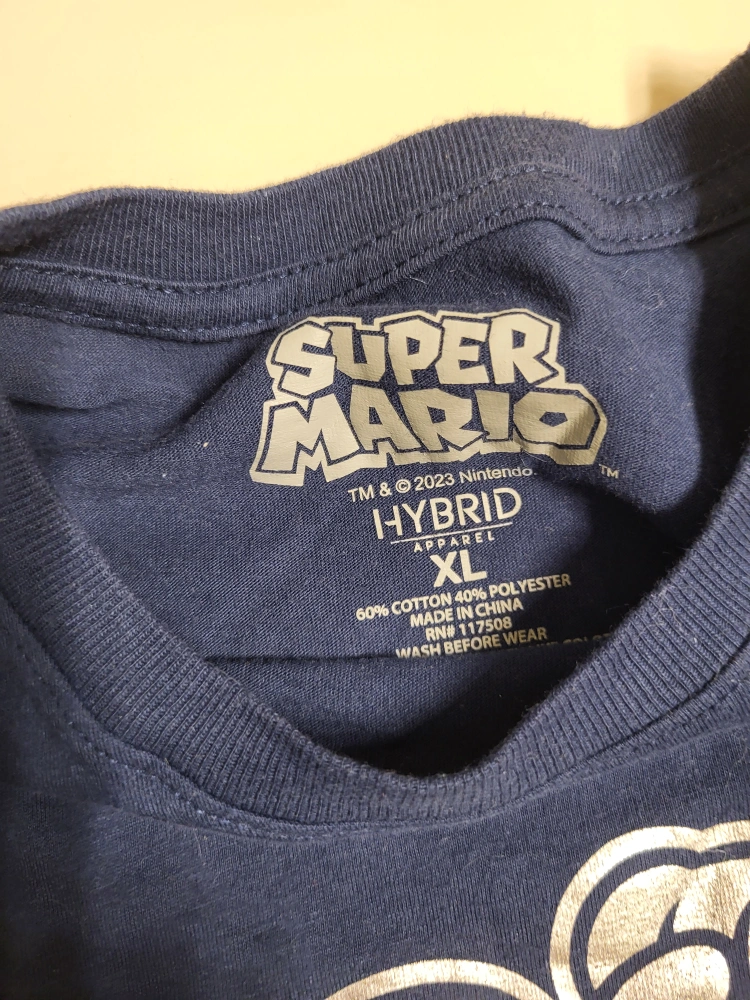 SUPER
MARIO
TM
TM & © 2023 Nintendo.
HYBRID
APPAREL
XL
60% COTTON 40% POLYESTER
MADE IN CHINA
RN# 117508
WASH BEFORE WEAR